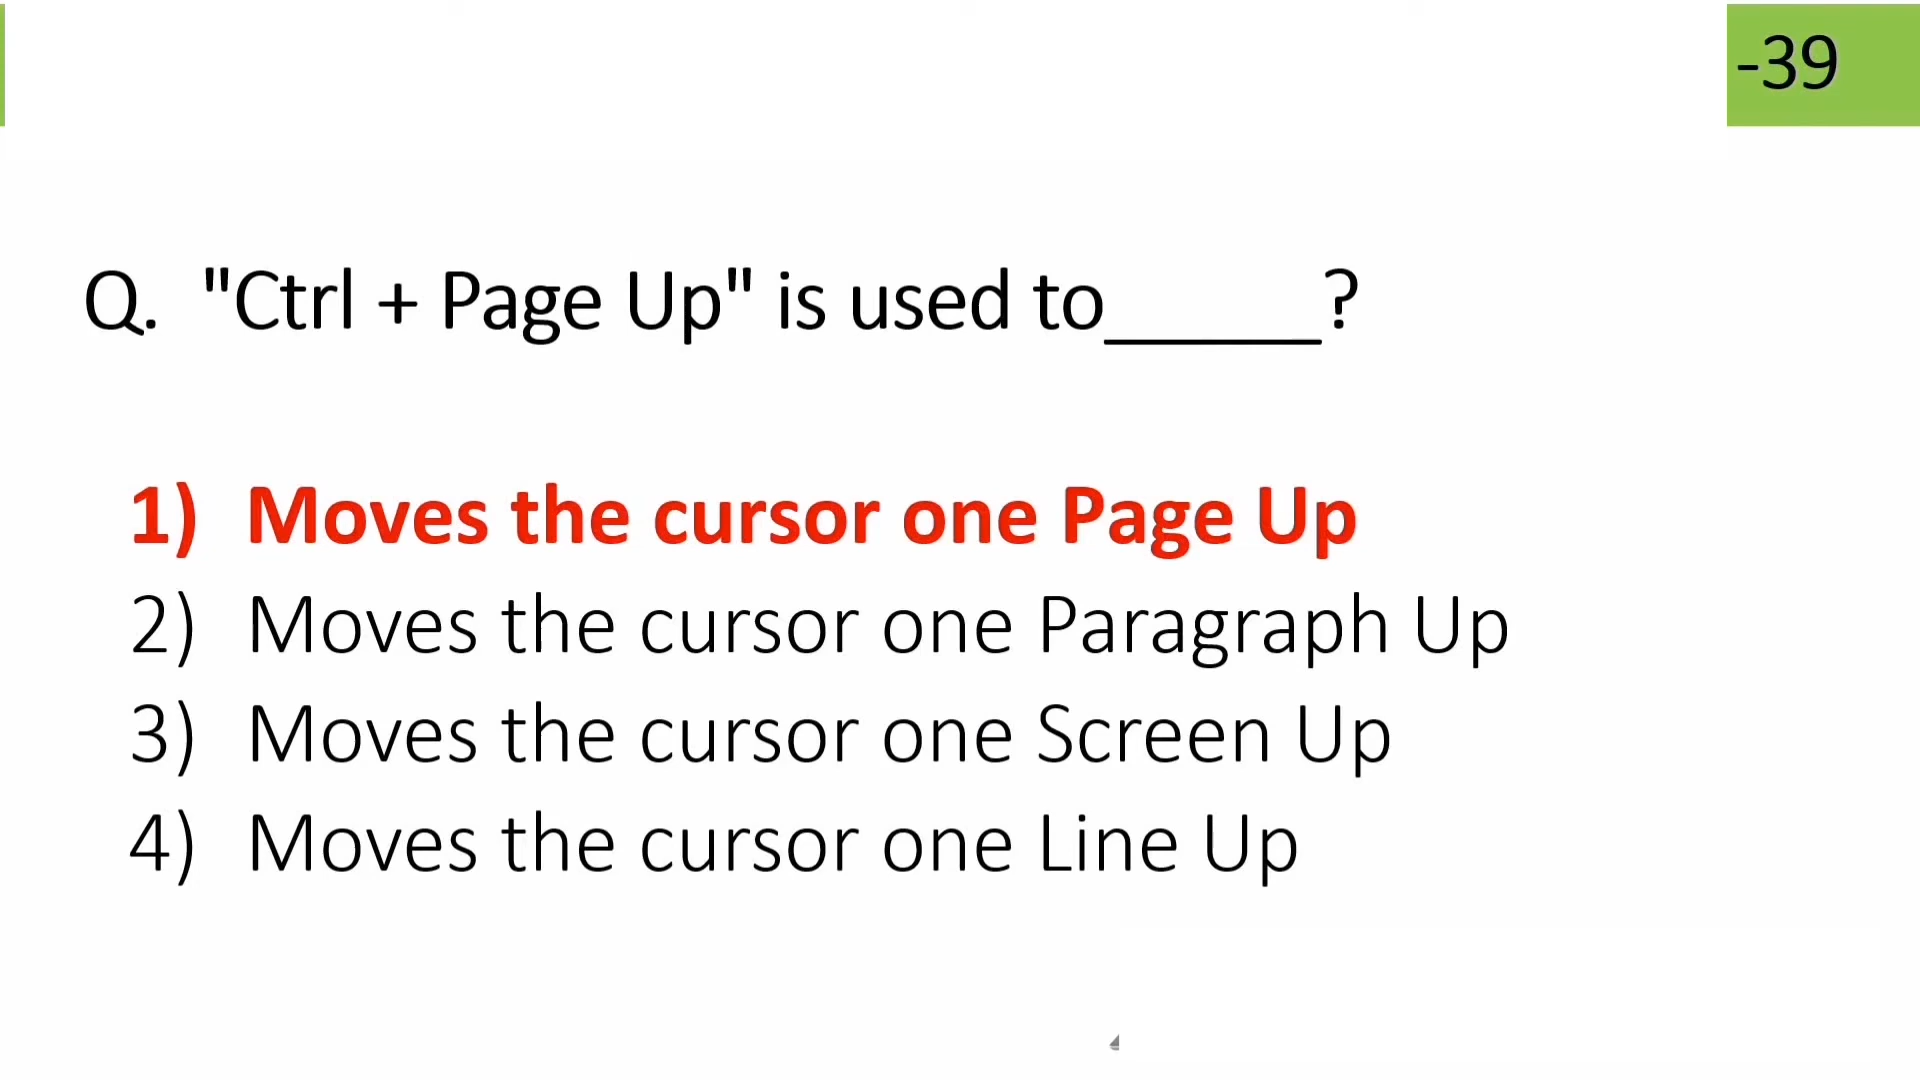 -39
Q. "Ctrl + Page Up" is used to______?
1) Moves the cursor one Page Up
2) Moves the cursor one Paragraph Up
3) Moves the cursor one Screen Up
4) Moves the cursor one Line Up